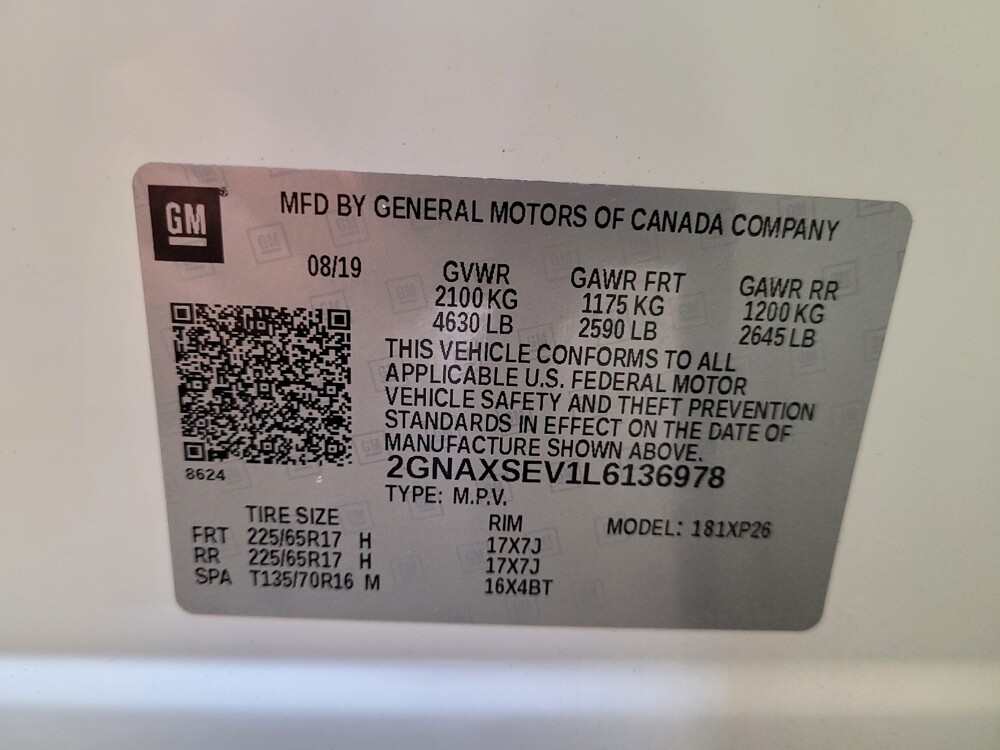 GM
MFD BY GENERAL MOTORS OF CANADA COMPANY
08/19
GVWR GAWR FRT GAWR RR
2100 KG 1175 KG 1200 KG
4630 LB 2590 LB 2645 LB
THIS VEHICLE CONFORMS TO ALL
APPLICABLE U.S. FEDERAL MOTOR
VEHICLE SAFETY AND THEFT PREVENTION
STANDARDS IN EFFECT ON THE DATE OF
MANUFACTURE SHOWN ABOVE.
8624
2GNAXSEV1L6136978
TYPE: M.P.V.
TIRE SIZE RIM MODEL: 181XP26
FRT 225/65R17 H 17X7J
RR 225/65R17 H 17X7J
SPA T135/70R16 M 16X4BT